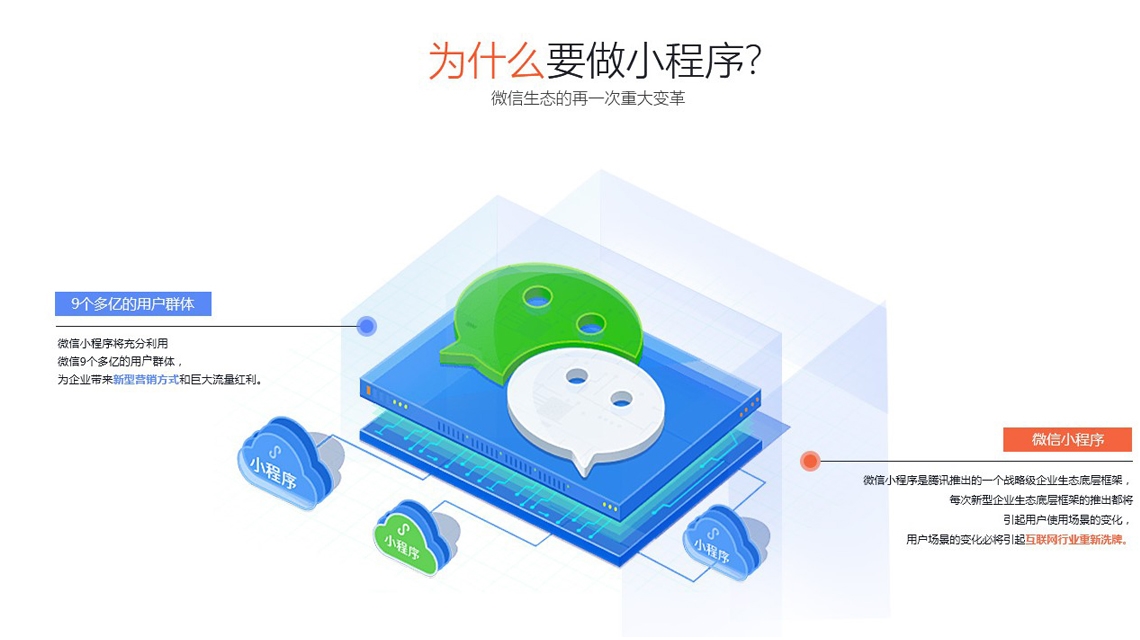 为什么要做小程序?
微信生态的再一次重大变革
9个多亿的用户群体
微信小程序将充分利用
微信9个多亿的用户群体，
为企业带来新型营销方式和巨大流量红利。
微信小程序
微信小程序是腾讯推出的一个战略级企业生态底层框架，
每次新型企业生态底层框架的推出都将
引起用户使用场景的变化，
用户场景的变化必将引起互联网行业重新洗牌。
小程序
小程序
小程序